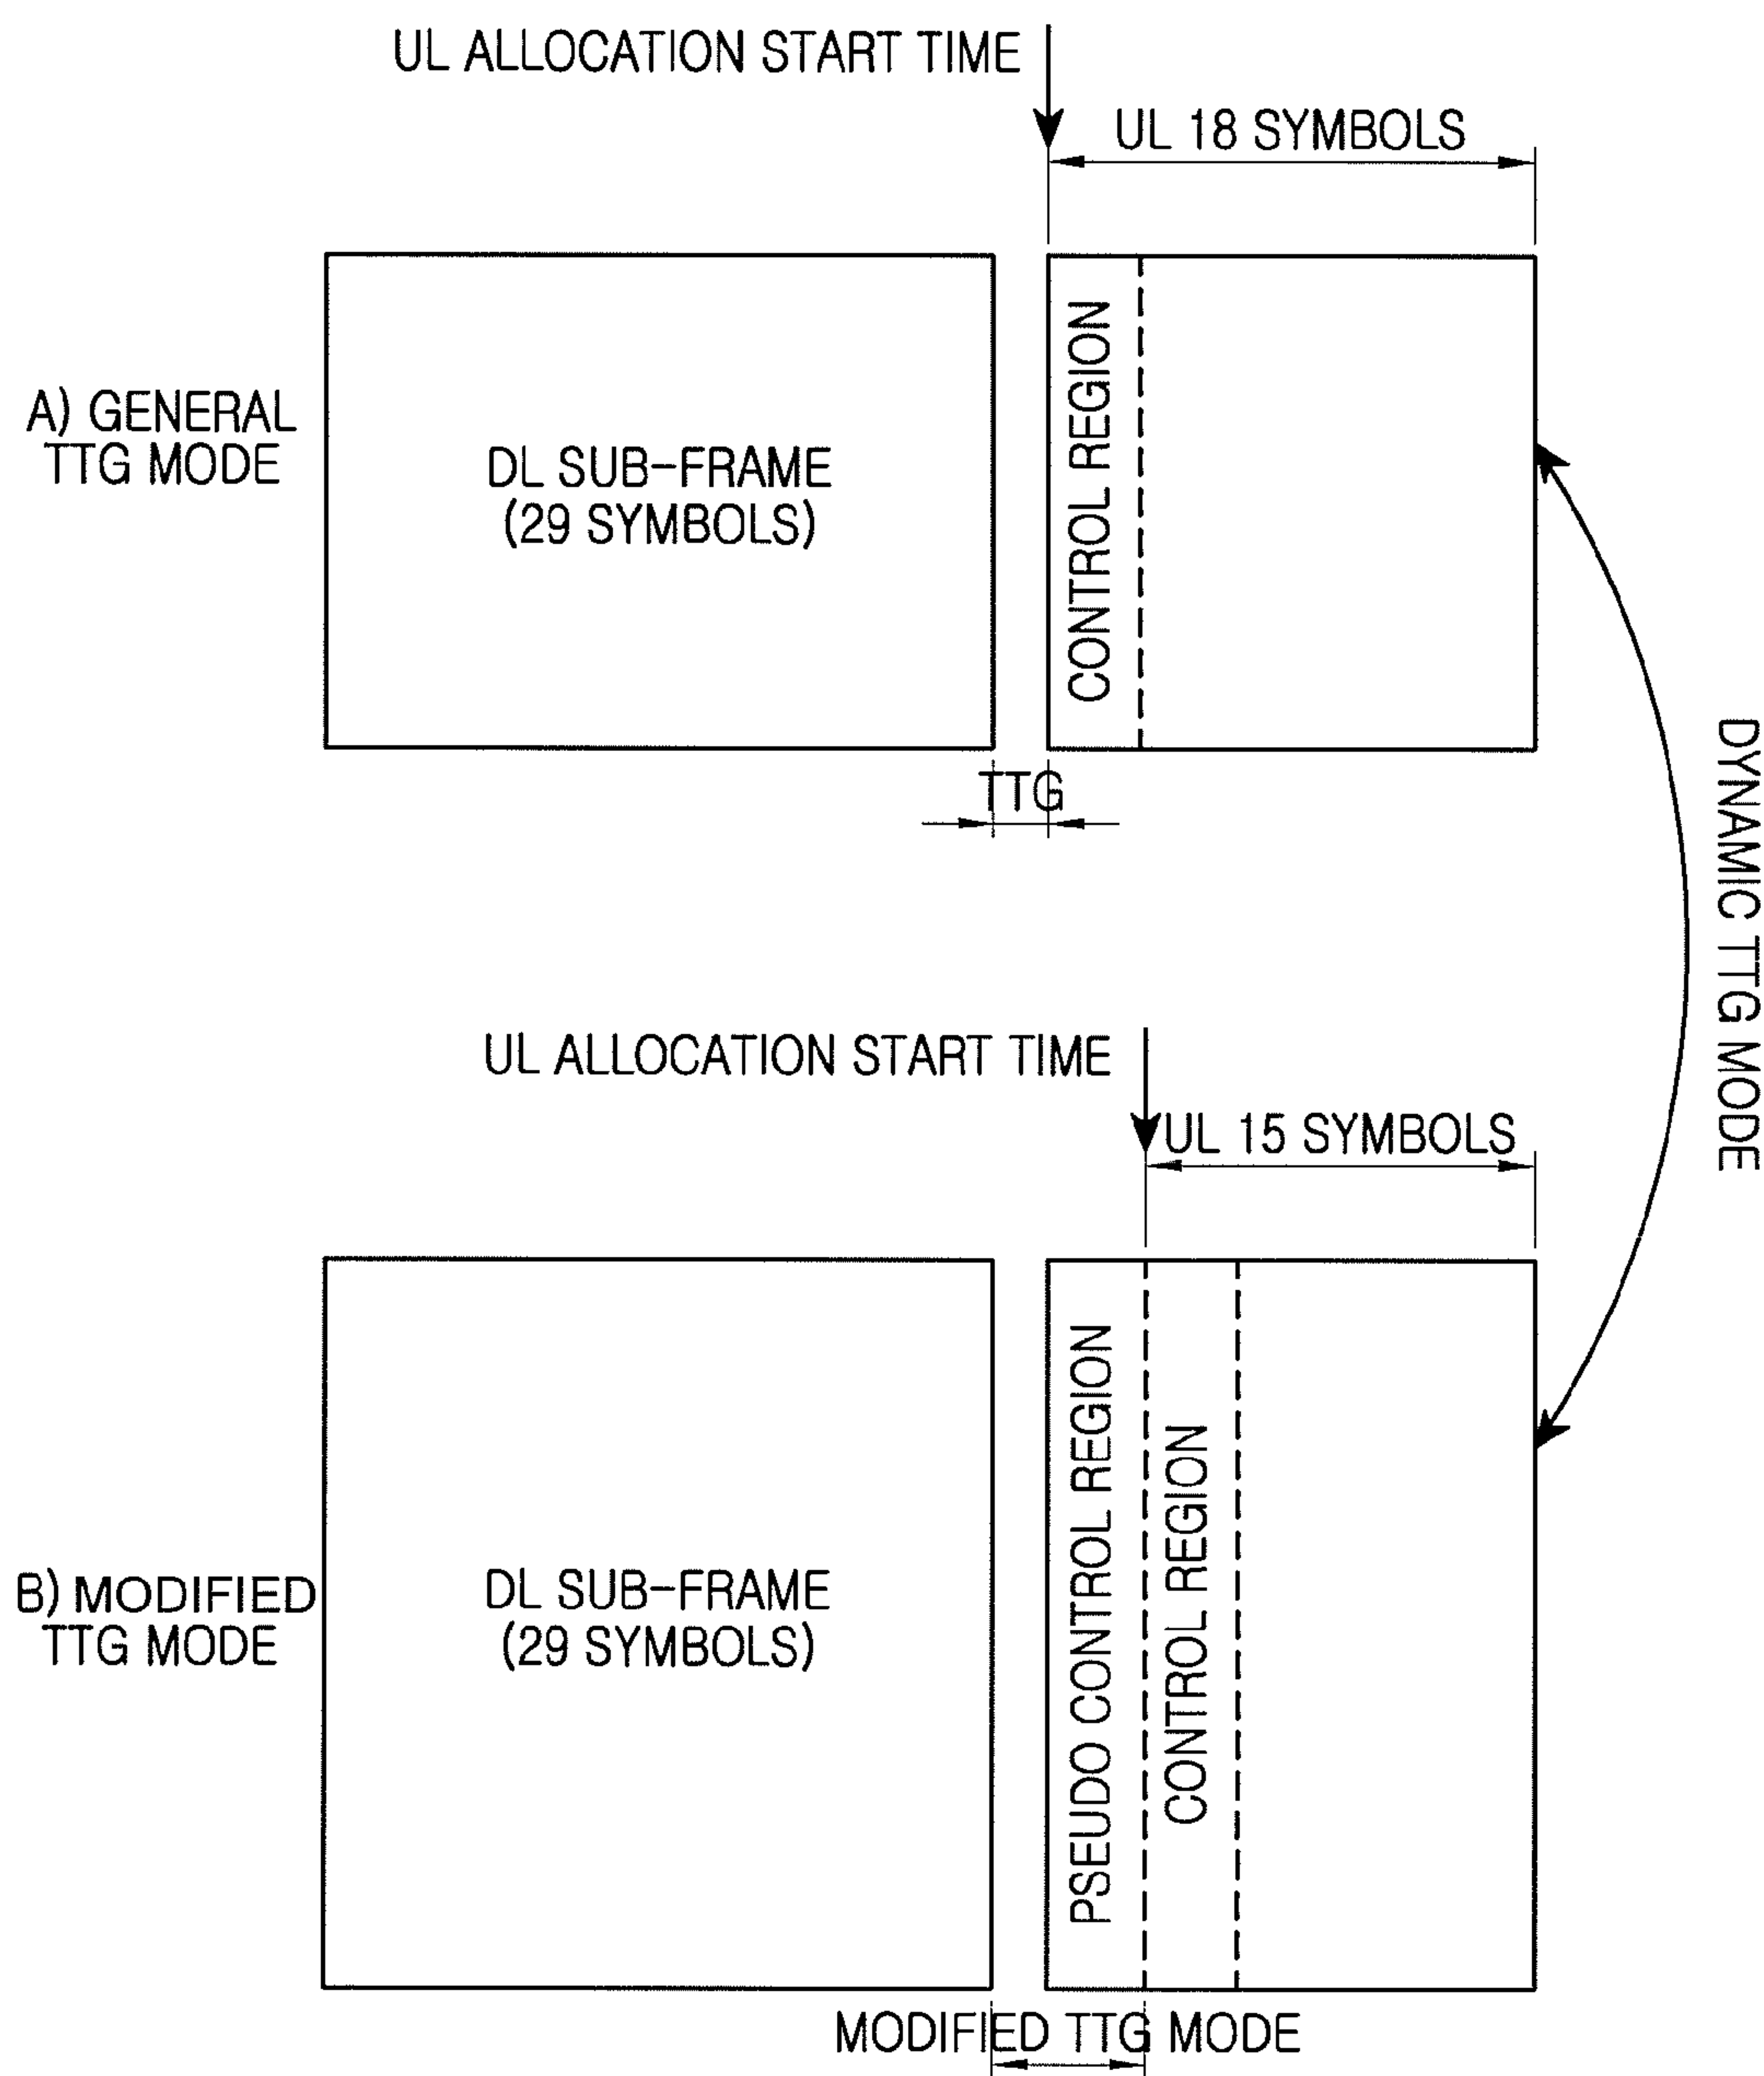 UL ALLOCATION START TIME
UL 18 SYMBOLS
A) GENERAL
TTG MODE
DL SUB-FRAME
(29 SYMBOLS)
CONTROL REGION
TTG
DYNAMIC TTG MODE
UL ALLOCATION START TIME
UL 15 SYMBOLS
B) MODIFIED
TTG MODE
DL SUB-FRAME
(29 SYMBOLS)
PSEUDO CONTROL REGION
CONTROL REGION
MODIFIED TTG MODE